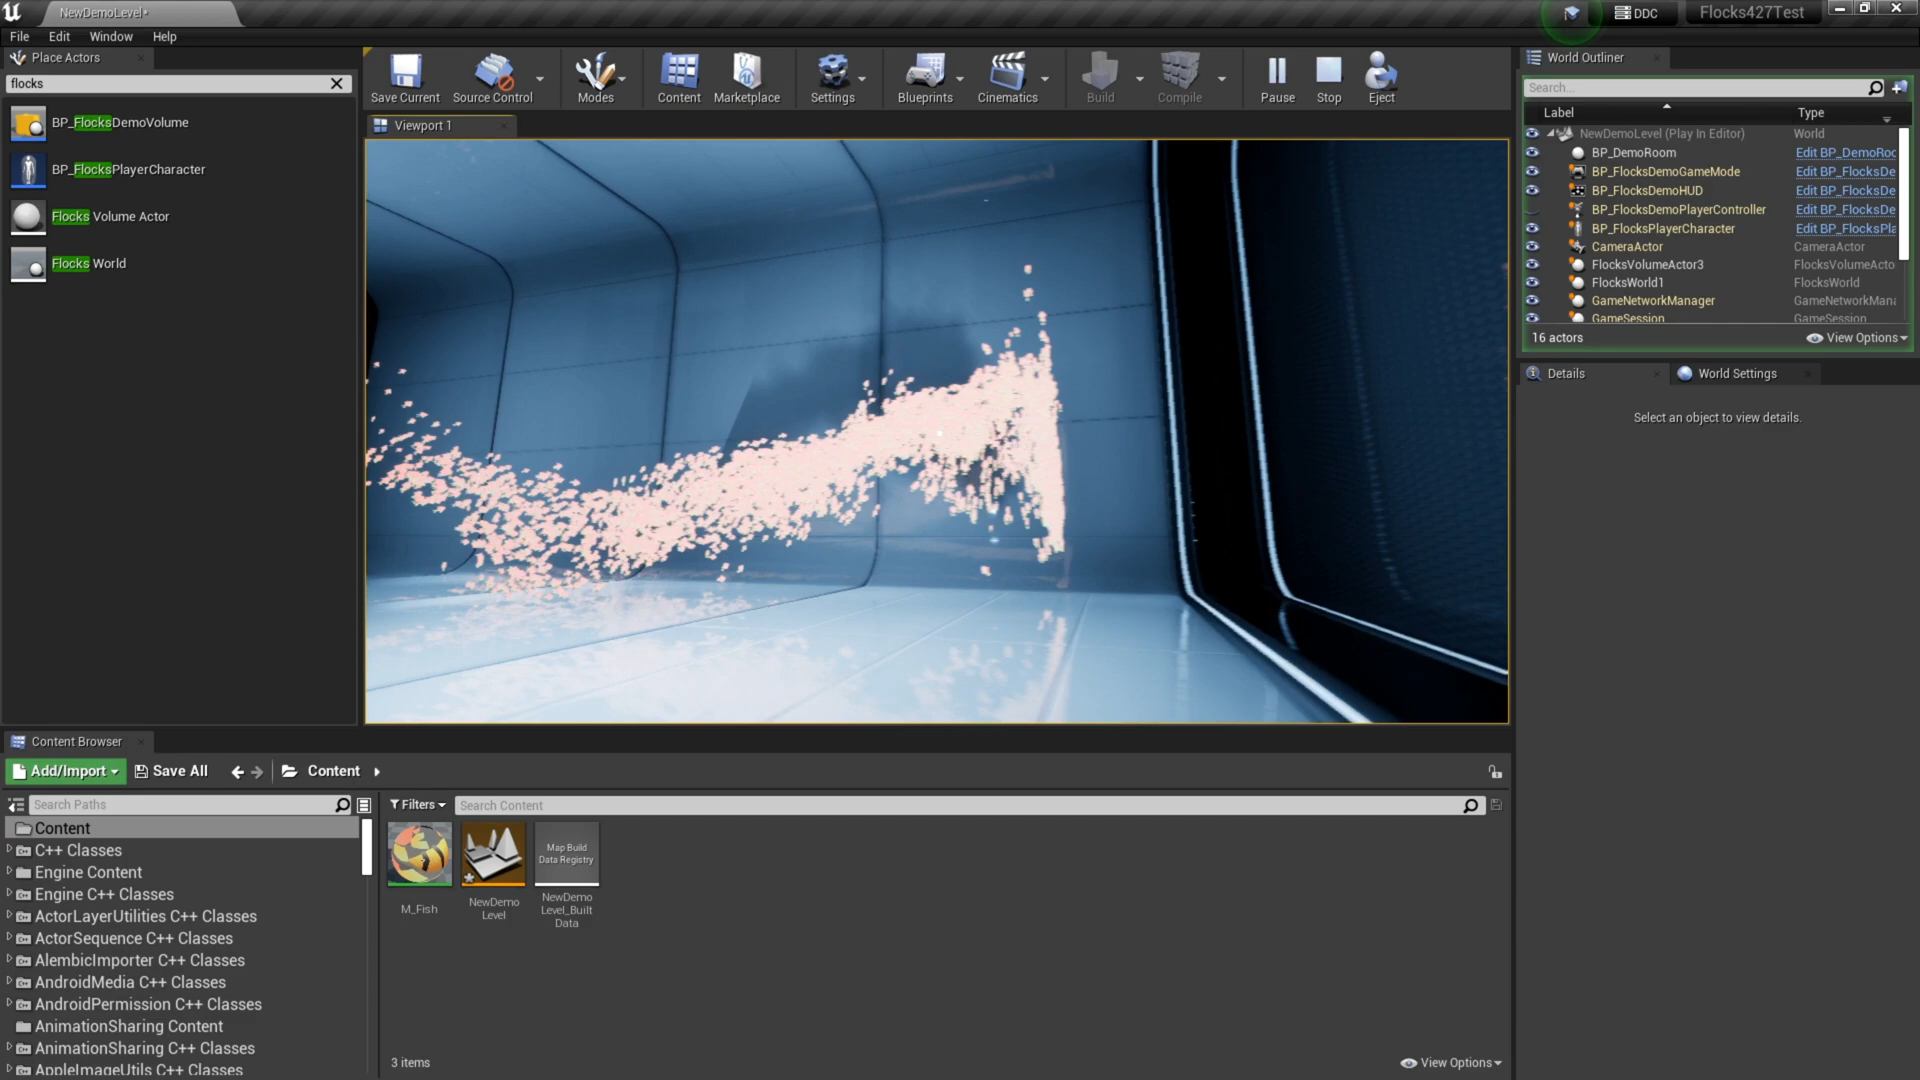 NewDemoLevel•
DDC
Flocks427Test
File Edit Window Help
Place Actors
flocks
BP_FlocksDemoVolume
BP_FlocksPlayerCharacter
Flocks Volume Actor
Flocks World
Save Current
Source Control
Modes
Content
Marketplace
Settings
Blueprints
Cinematics
Build
Compile
Pause
Stop
Eject
Viewport 1
World Outliner
Search...
Label Type
NewDemoLevel (Play In Editor) World
BP_DemoRoom Edit BP_DemoRoo
BP_FlocksDemoGameMode Edit BP_FlocksDe
BP_FlocksDemoHUD Edit BP_FlocksDe
BP_FlocksDemoPlayerController Edit BP_FlocksDe
BP_FlocksPlayerCharacter Edit BP_FlocksPla
CameraActor CameraActor
FlocksVolumeActor3 FlocksVolumeActo
FlocksWorld1 FlocksWorld
GameNetworkManager GameNetworkMana
GameSession GameSession
16 actors View Options
Details World Settings
Select an object to view details.
Content Browser
Add/Import Save All Content
Search Paths
Content
C++ Classes
Engine Content
Engine C++ Classes
ActorLayerUtilities C++ Classes
ActorSequence C++ Classes
AlembicImporter C++ Classes
AndroidMedia C++ Classes
AndroidPermission C++ Classes
AnimationSharing Content
AnimationSharing C++ Classes
AppleImageUtils C++ Classes
Filters Search Content
Map Build
Data Registry
M_Fish
NewDemo
Level
NewDemo
Level_Built
Data
3 items View Options